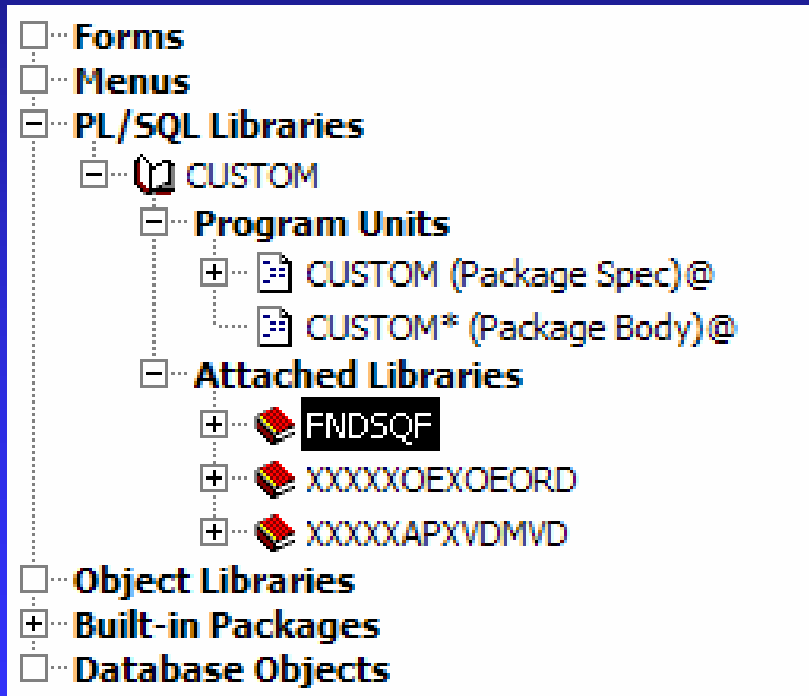 Forms
Menus
PL/SQL Libraries
CUSTOM
Program Units
CUSTOM (Package Spec)@
CUSTOM* (Package Body)@
Attached Libraries
FNDSQF
XXXXXOEXOEORD
XXXXXAPXVDMVD
Object Libraries
Built-in Packages
Database Objects